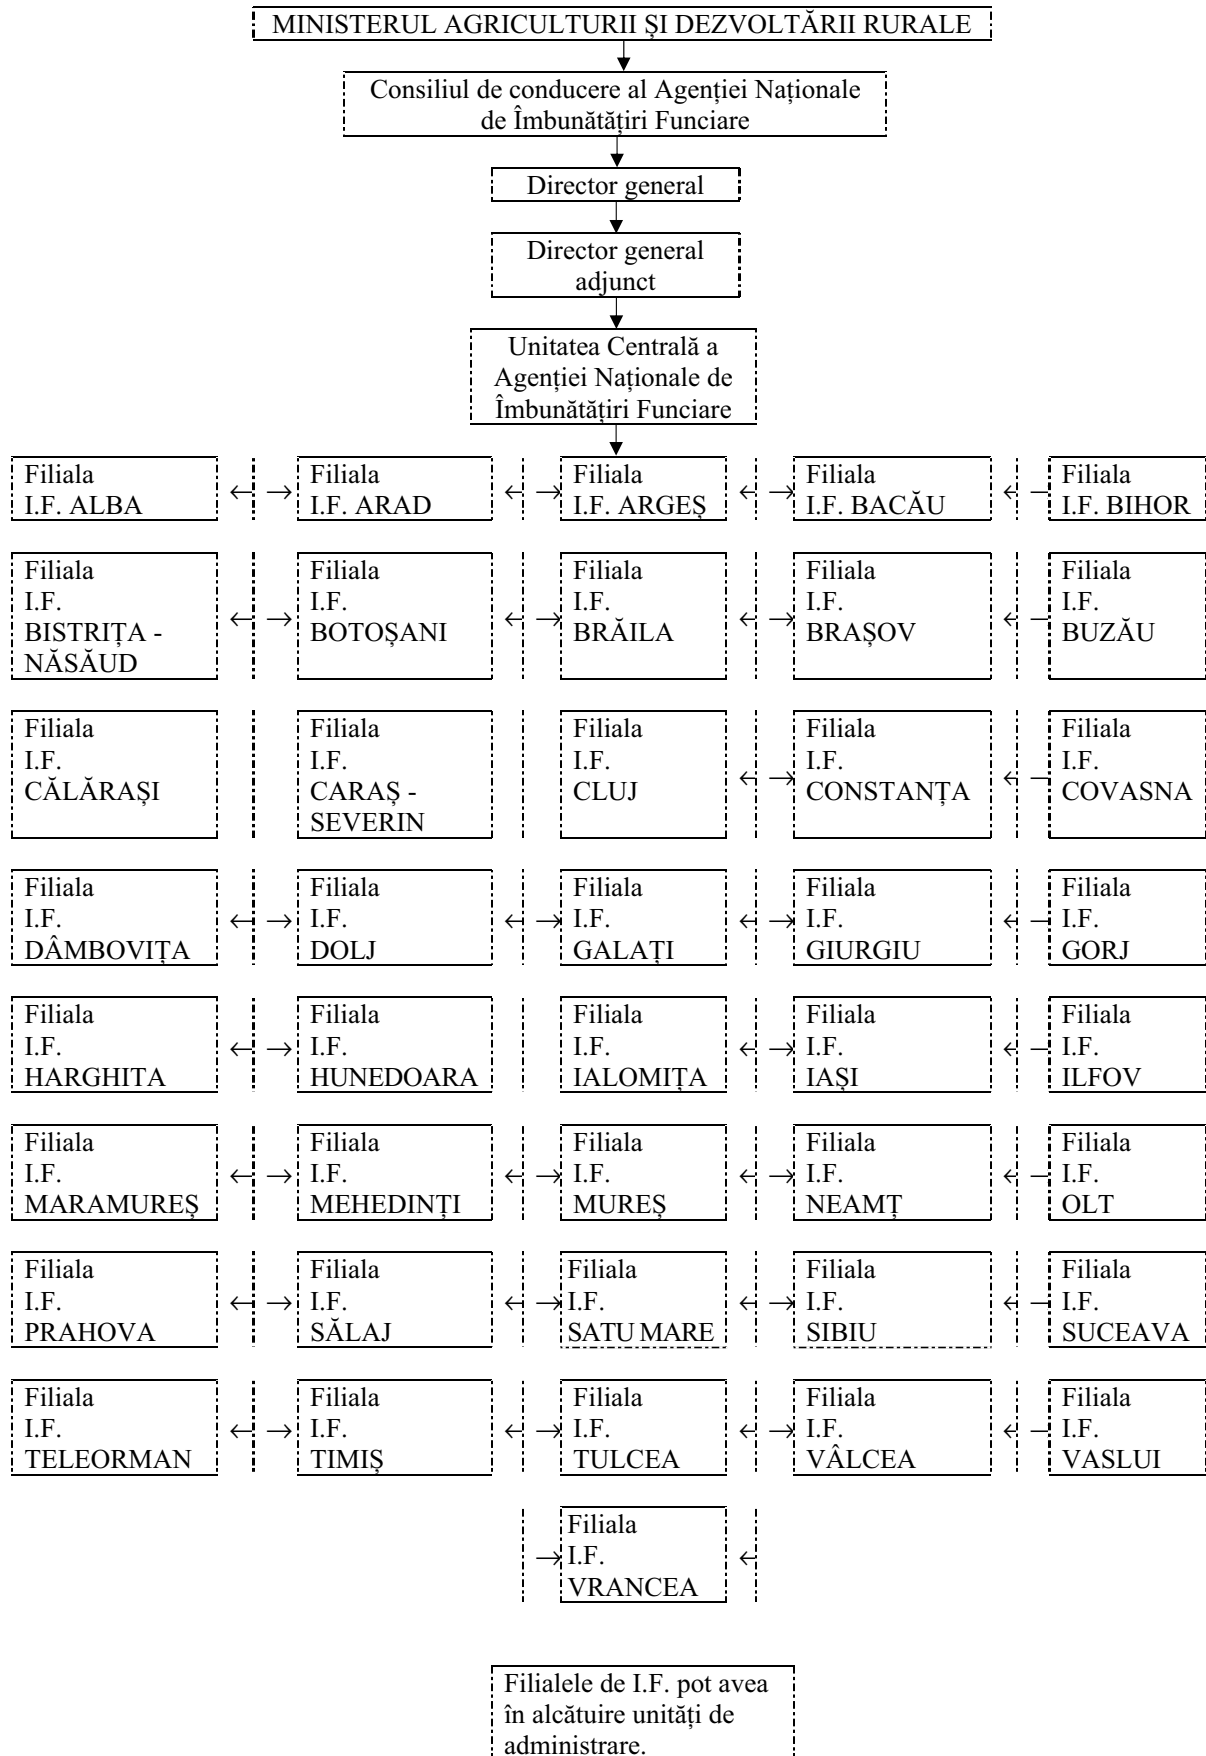 MINISTERUL AGRICULTURII ȘI DEZVOLTĂRII RURALE
Consiliul de conducere al Agenției Naționale
de Îmbunătățiri Funciare
Director general
Director general
adjunct
Unitatea Centrală a
Agenției Naționale de
Îmbunătățiri Funciare
Filiala
I.F. ALBA
Filiala
I.F. ARAD
Filiala
I.F. ARGEȘ
Filiala
I.F. BACĂU
Filiala
I.F. BIHOR
Filiala
I.F.
BISTRIȚA -
NĂSĂUD
Filiala
I.F.
BOTOȘANI
Filiala
I.F.
BRĂILA
Filiala
I.F.
BRAȘOV
Filiala
I.F.
BUZĂU
Filiala
I.F.
CĂLĂRAȘI
Filiala
I.F.
CARAȘ -
SEVERIN
Filiala
I.F.
CLUJ
Filiala
I.F.
CONSTANȚA
Filiala
I.F.
COVASNA
Filiala
I.F.
DÂMBOVIȚA
Filiala
I.F.
DOLJ
Filiala
I.F.
GALAȚI
Filiala
I.F.
GIURGIU
Filiala
I.F.
GORJ
Filiala
I.F.
HARGHITA
Filiala
I.F.
HUNEDOARA
Filiala
I.F.
IALOMIȚA
Filiala
I.F.
IAȘI
Filiala
I.F.
ILFOV
Filiala
I.F.
MARAMUREȘ
Filiala
I.F.
MEHEDINȚI
Filiala
I.F.
MUREȘ
Filiala
I.F.
NEAMȚ
Filiala
I.F.
OLT
Filiala
I.F.
PRAHOVA
Filiala
I.F.
SĂLAJ
Filiala
I.F.
SATU MARE
Filiala
I.F.
SIBIU
Filiala
I.F.
SUCEAVA
Filiala
I.F.
TELEORMAN
Filiala
I.F.
TIMIȘ
Filiala
I.F.
TULCEA
Filiala
I.F.
VÂLCEA
Filiala
I.F.
VASLUI
Filiala
I.F.
VRANCEA
Filialele de I.F. pot avea
în alcătuire unități de
administrare.